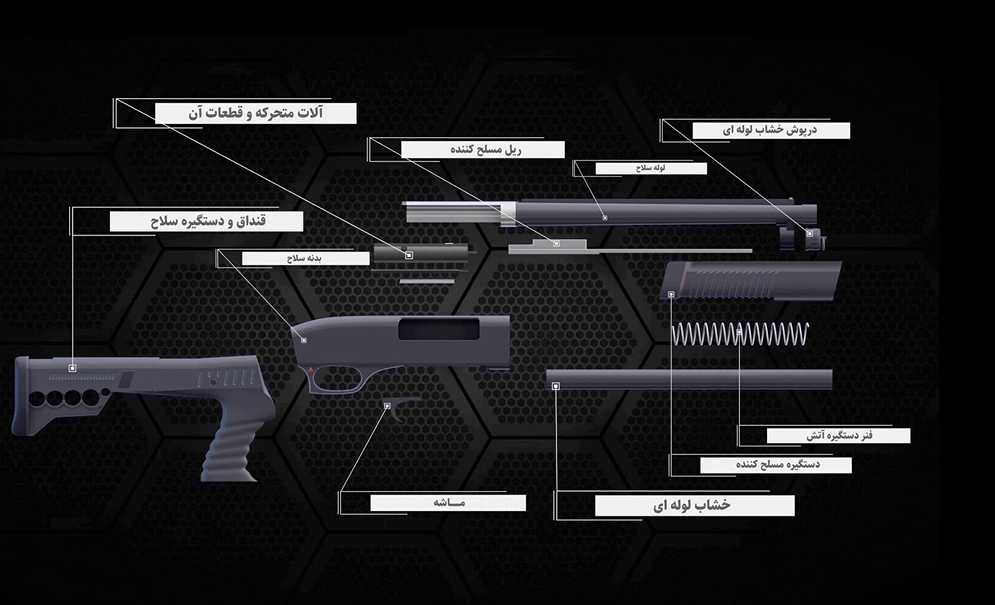 آلات متحرکه و قطعات آن
درپوش خشاب لوله ای
ریل مسلح کننده
لوله سلاح
قنداق و دستگیره سلاح
بدنه سلاح
فنر دستگیره آتش
دستگیره مسلح کننده
مـــاشه
خشاب لوله ای